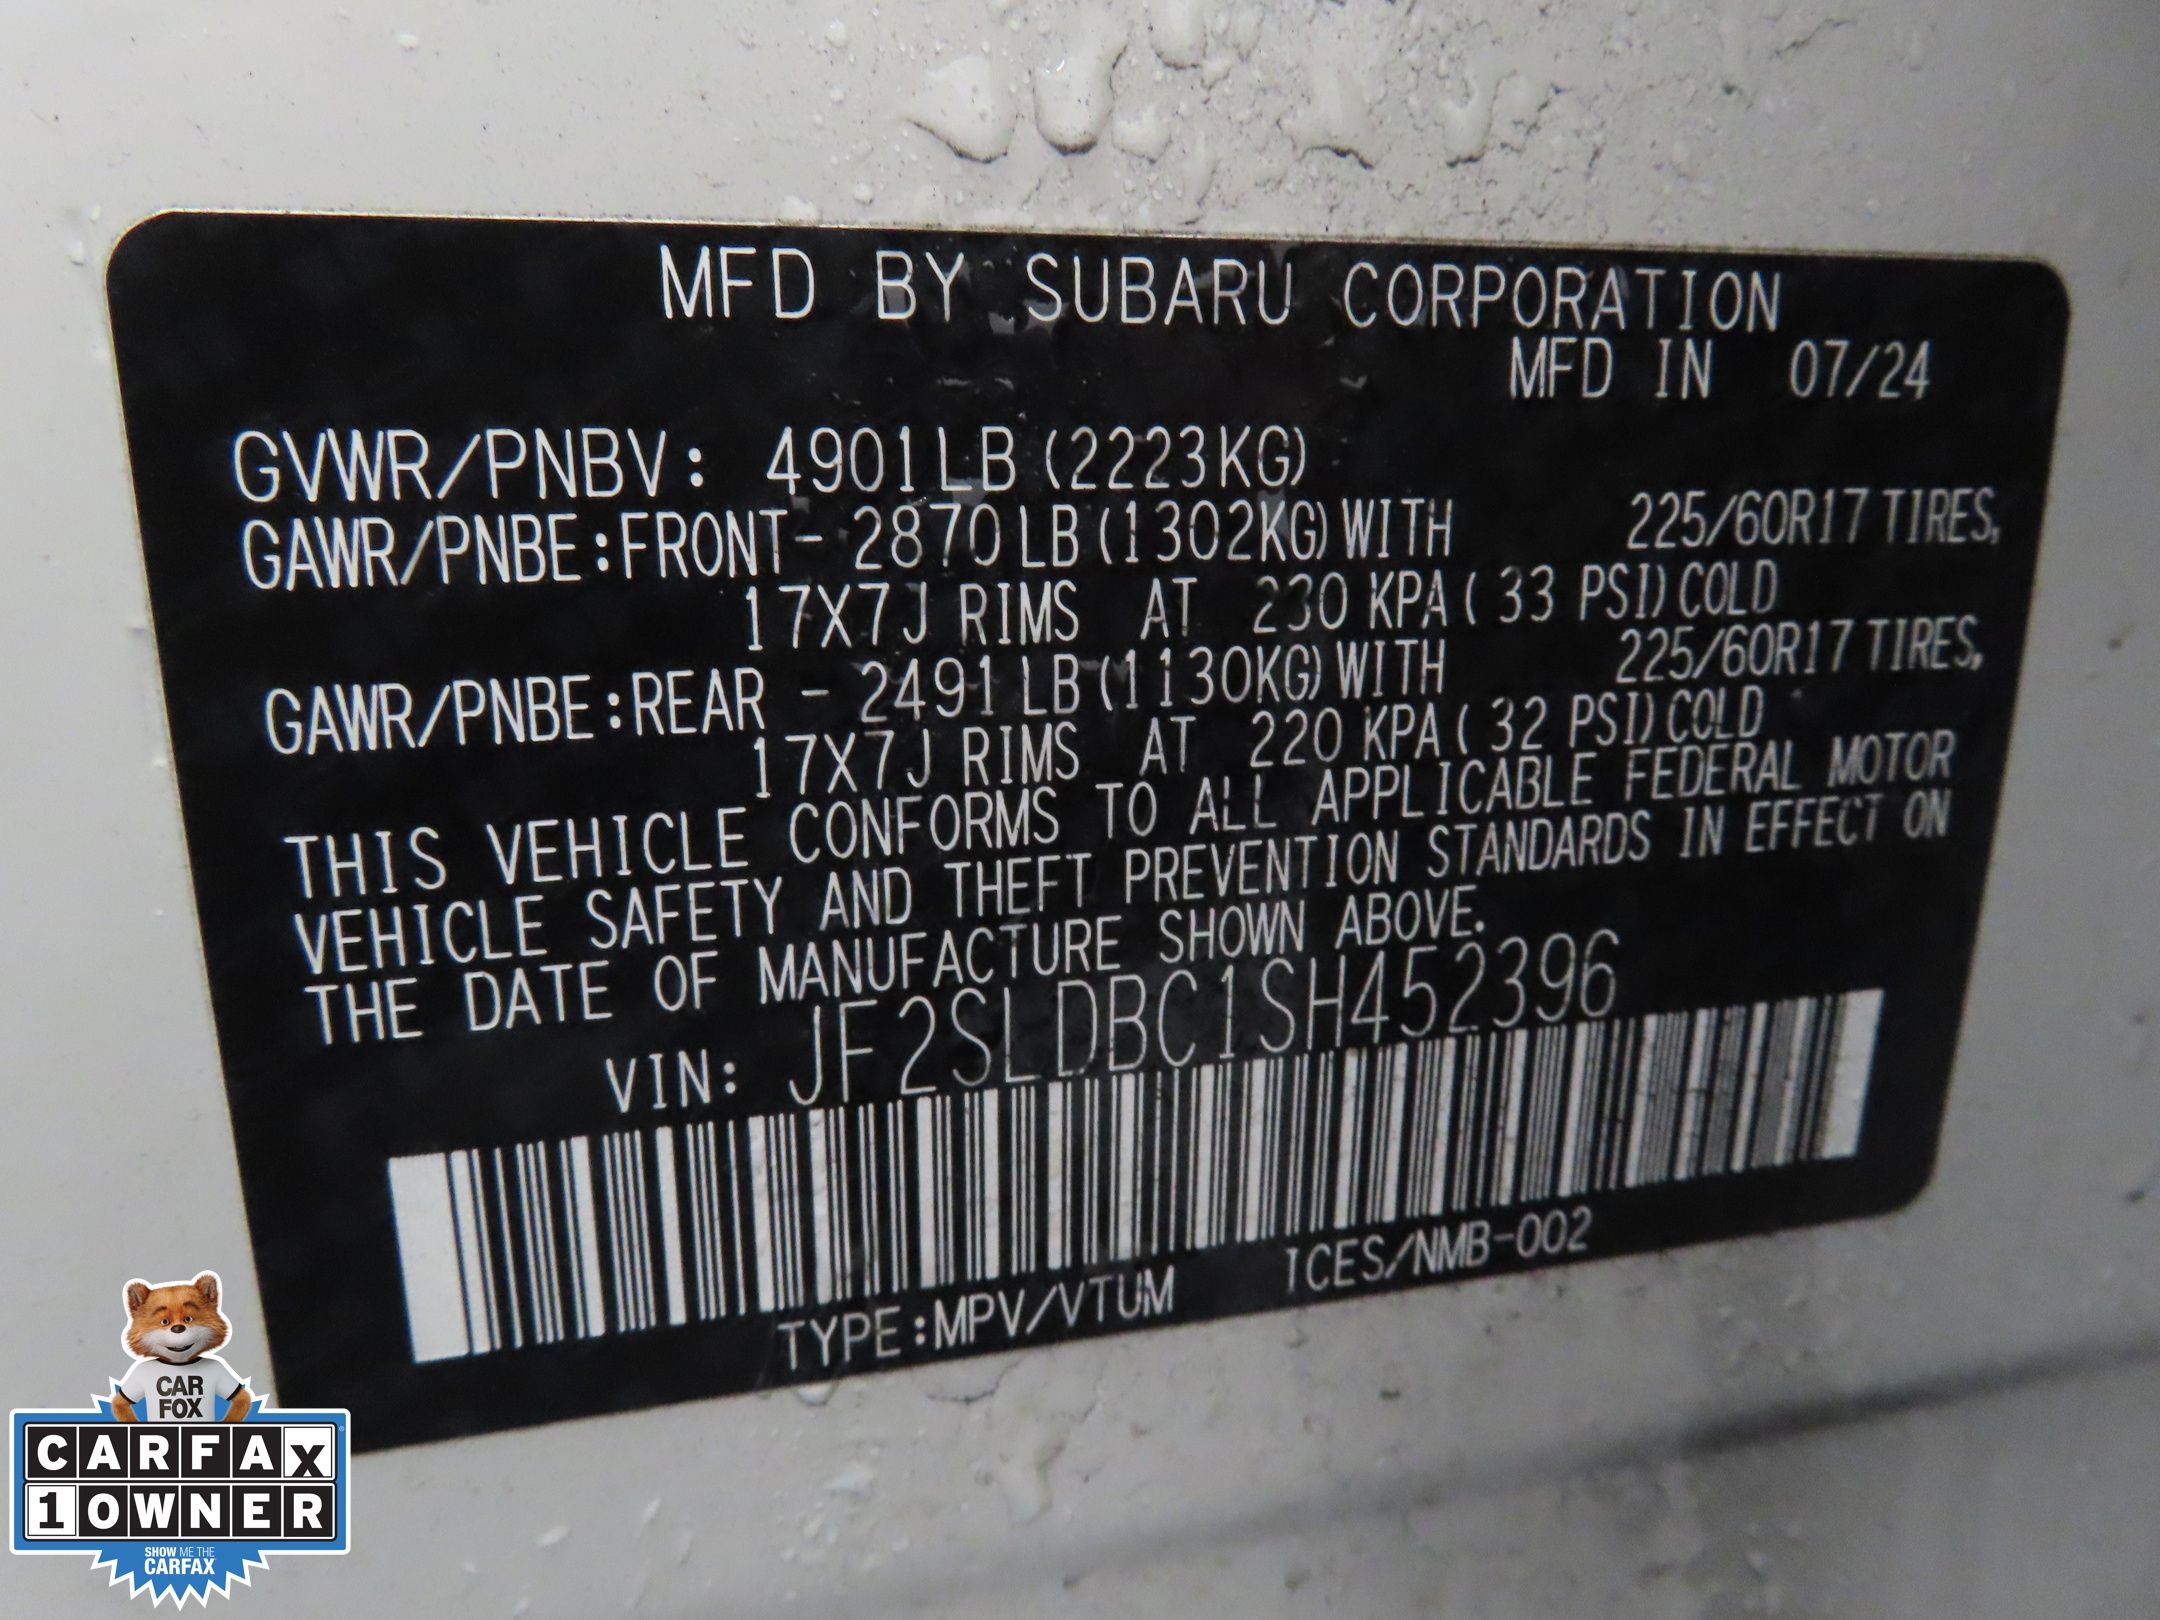 MFD BY SUBARU CORPORATION
MFD IN 07/24
GVWR/PNBV: 4901LB (2223KG)
GAWR/PNBE:FRONT- 2870LB(1302KG)WITH 225/60R17 TIRES,
17X7J RIMS AT 230 KPA( 33 PSI)COLD
GAWR/PNBE:REAR - 2491LB(1130KG)WITH 225/60R17 TIRES,
17X7J RIMS AT 220 KPA( 32 PSI)COLD
THIS VEHICLE CONFORMS TO ALL APPLICABLE FEDERAL MOTOR
VEHICLE SAFETY AND THEFT PREVENTION STANDARDS IN EFFECT ON
THE DATE OF MANUFACTURE SHOWN ABOVE.
VIN: JF2SLDBC1SH452396
TYPE:MPV/VTUM ICES/NMB-002
CAR
FOX
CARFAX
1 OWNER
SHOW ME THE
CARFAX